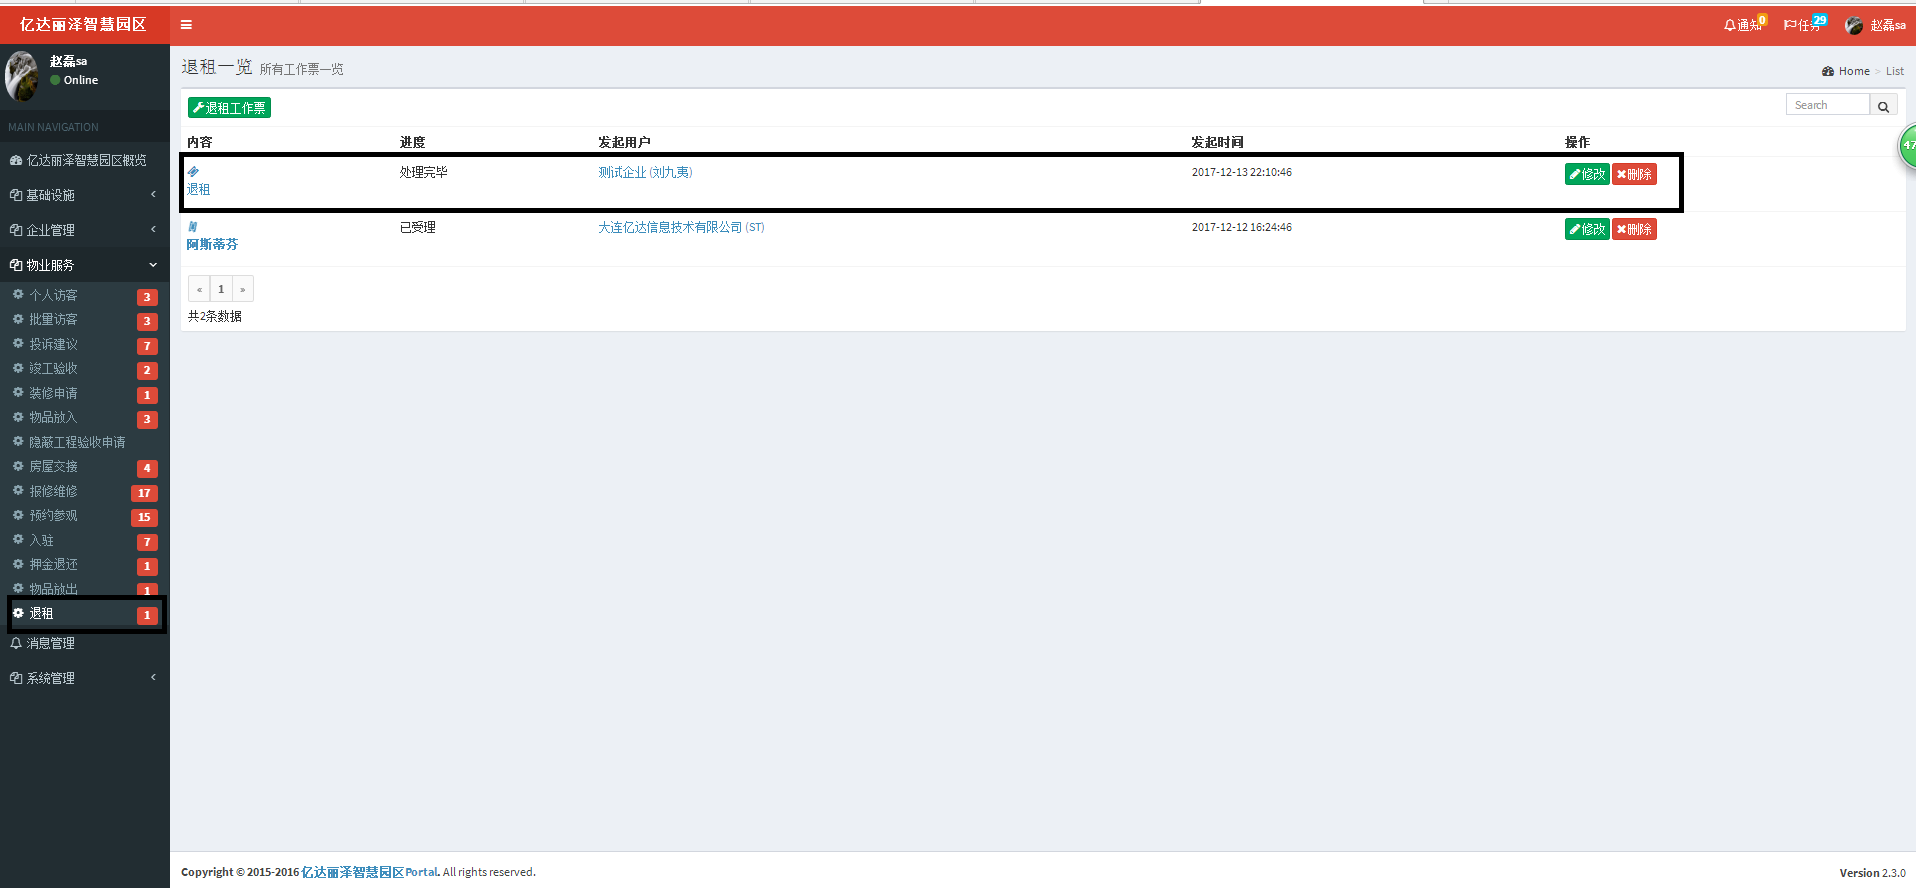 亿达丽泽智慧园区
通知 0
任务 29
赵磊sa
赵磊sa
Online
MAIN NAVIGATION
亿达丽泽智慧园区概览
基础设施
企业管理
物业服务
个人访客 3
批量访客 3
投诉建议 7
竣工验收 2
装修申请 1
物品放入 3
隐蔽工程验收申请
房屋交接 4
报修维修 17
预约参观 15
入驻 7
押金退还 1
物品放出 1
退租 1
消息管理
系统管理
退租一览 所有工作票一览
Home > List
退租工作票
Search
内容 进度 发起用户 发起时间 操作
退租 处理完毕 测试企业 (刘九夷) 2017-12-13 22:10:46 修改 删除
阿斯蒂芬 已受理 大连亿达信息技术有限公司 (ST) 2017-12-12 16:24:46 修改 删除
« 1 »
共2条数据
47
Copyright © 2015-2016 亿达丽泽智慧园区Portal. All rights reserved.
Version 2.3.0